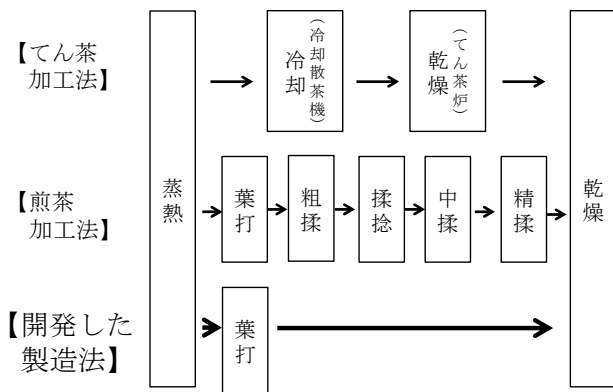 【てん茶
加工法】
蒸熱
冷却
(冷却散茶機)
乾燥
(てん茶炉)
乾燥
【煎茶
加工法】
葉打
粗揉
揉捻
中揉
精揉
【開発した
製造法】
葉打